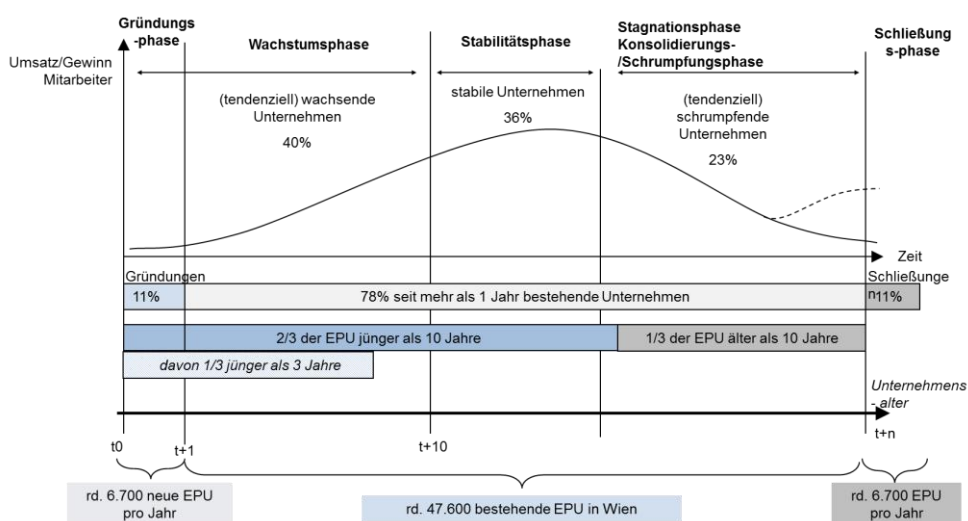 Gründungs
-phase
Wachstumsphase
Stabilitätsphase
Stagnationsphase
Konsolidierungs-
/Schrumpfungsphase
Schließung
s-phase
Umsatz/Gewinn
Mitarbeiter
(tendenziell) wachsende
Unternehmen
40%
stabile Unternehmen
36%
(tendenziell)
schrumpfende
Unternehmen
23%
Zeit
Gründungen
11%
78% seit mehr als 1 Jahr bestehende Unternehmen
Schließunge
n
11%
2/3 der EPU jünger als 10 Jahre
1/3 der EPU älter als 10 Jahre
davon 1/3 jünger als 3 Jahre
Unternehmens
- alter
t0
t+1
t+10
t+n
rd. 6.700 neue EPU
pro Jahr
rd. 47.600 bestehende EPU in Wien
rd. 6.700 EPU
pro Jahr